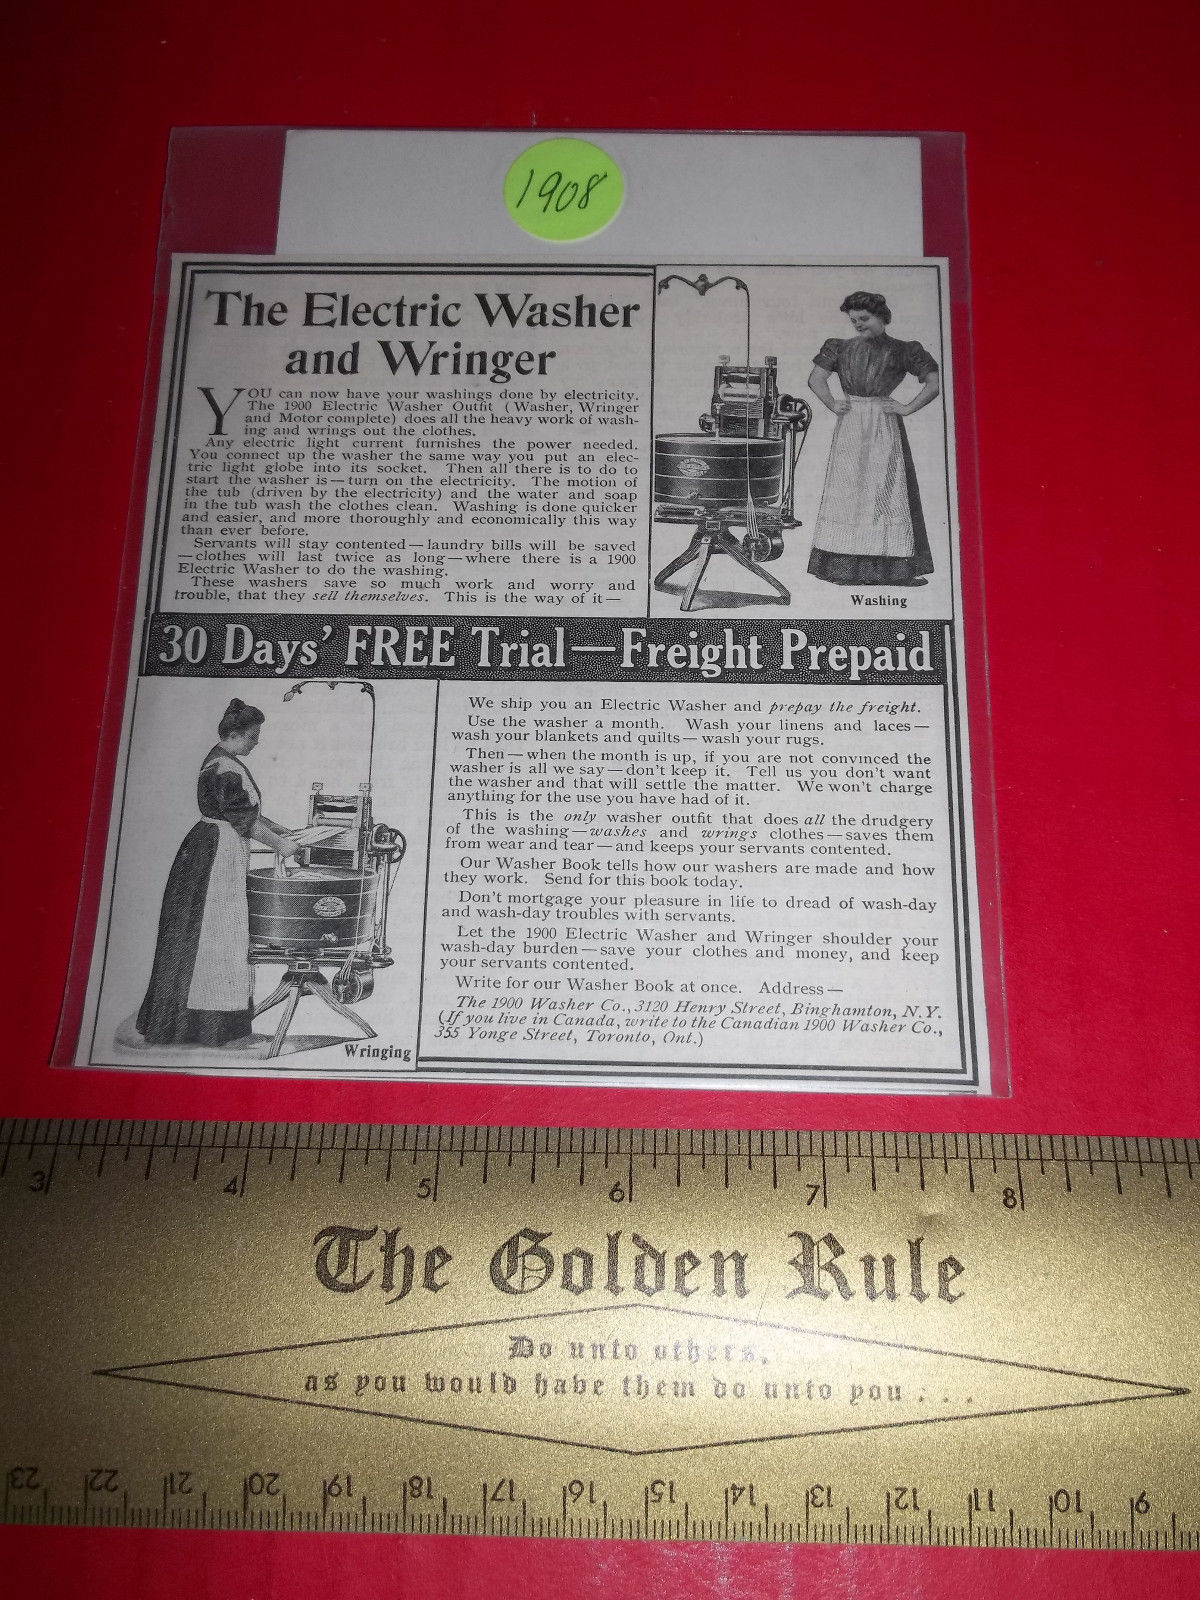 1908
The Electric Washer
and Wringer
YOU can now have your washings done by electricity.
The 1900 Electric Washer Outfit (Washer, Wringer
and Motor complete) does all the heavy work of wash-
ing and wrings out the clothes.
Any electric light current furnishes the power needed.
You connect up the washer the same way you put an elec-
tric light globe into its socket. Then all there is to do to
start the washer is—turn on the electricity. The motion of
the tub (driven by the electricity) and the water and soap
in the tub wash the clothes clean. Washing is done quicker
and easier, and more thoroughly and economically this way
than ever before.
Servants will stay contented—laundry bills will be saved
—clothes will last twice as long—where there is a 1900
Electric Washer to do the washing.
These washers save so much work and worry and
trouble, that they sell themselves. This is the way of it—
Washing
30 Days' FREE Trial—Freight Prepaid
We ship you an Electric Washer and prepay the freight.
Use the washer a month. Wash your linens and laces—
wash your blankets and quilts—wash your rugs.
Then—when the month is up, if you are not convinced the
washer is all we say—don't keep it. Tell us you don't want
the washer and that will settle the matter. We won't charge
anything for the use you have had of it.
This is the only washer outfit that does all the drudgery
of the washing—washes and wrings clothes—saves them
from wear and tear—and keeps your servants contented.
Our Washer Book tells how our washers are made and how
they work. Send for this book today.
Don't mortgage your pleasure in life to dread of wash-day
and wash-day troubles with servants.
Let the 1900 Electric Washer and Wringer shoulder your
wash-day burden—save your clothes and money, and keep
your servants contented.
Write for our Washer Book at once. Address—
The 1900 Washer Co., 3120 Henry Street, Binghamton, N. Y.
(If you live in Canada, write to the Canadian 1900 Washer Co.,
355 Yonge Street, Toronto, Ont.)
Wringing
3 4 5 6 7 8
The Golden Rule
Do unto others,
as you would have them do unto you . . .
23 22 21 20 19 18 17 16 15 14 13 12 11 10 9